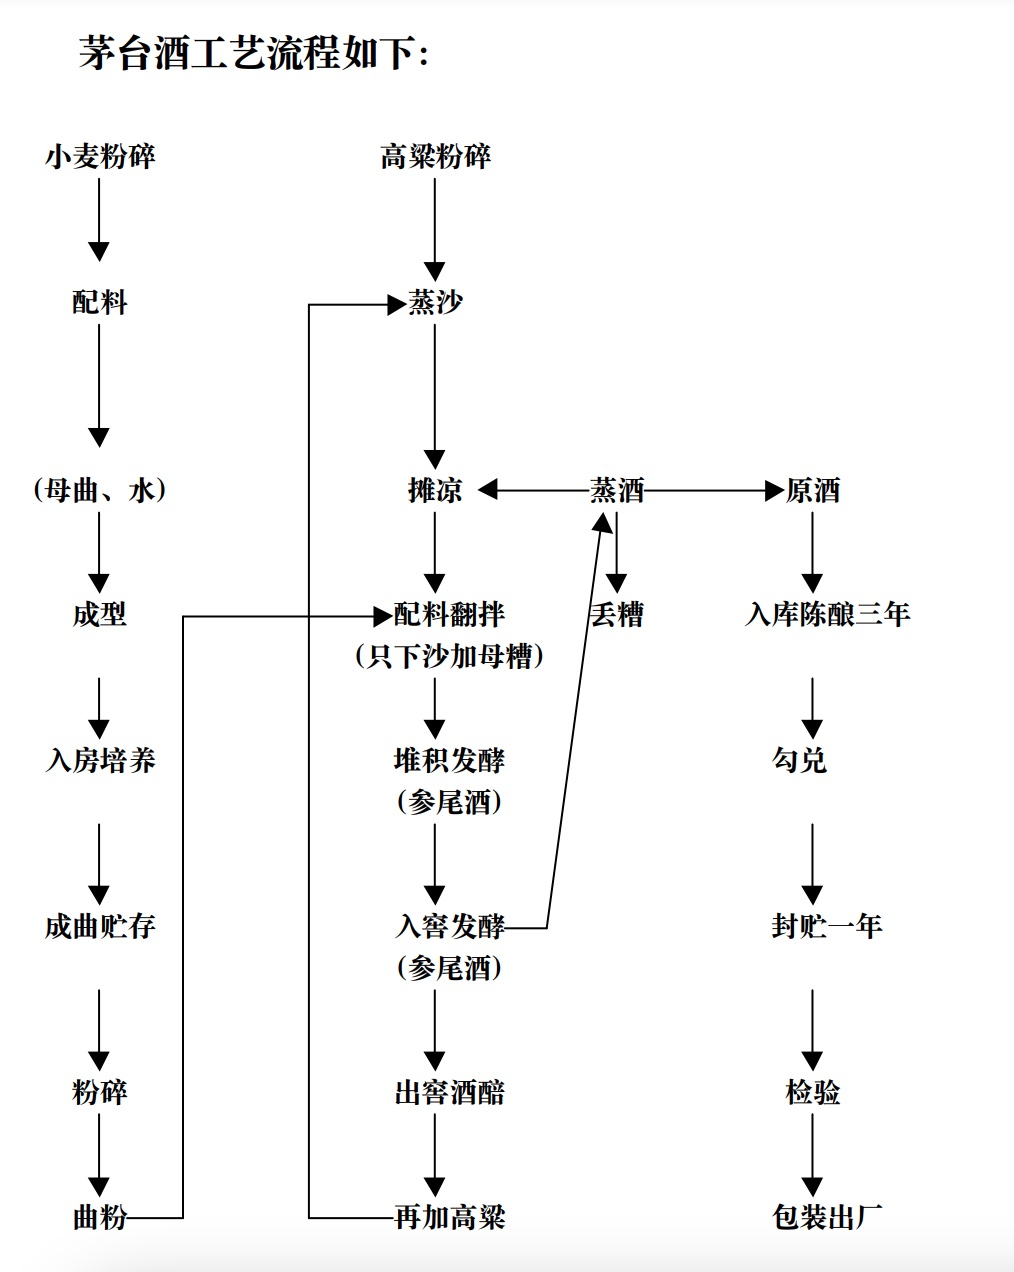 茅台酒工艺流程如下：
小麦粉碎
高粱粉碎
配料
蒸沙
(母曲、水)
摊凉
蒸酒
原酒
成型
配料翻拌
(只下沙加母糟)
丢糟
入库陈酿三年
入房培养
堆积发酵
(参尾酒)
勾兑
成曲贮存
入窖发酵
(参尾酒)
封贮一年
粉碎
出窖酒醅
检验
曲粉
再加高粱
包装出厂